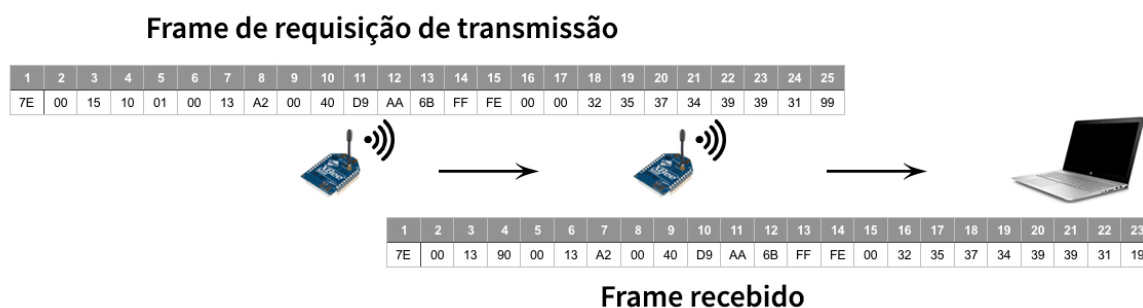 Frame de requisição de transmissão
1 2 3 4 5 6 7 8 9 10 11 12 13 14 15 16 17 18 19 20 21 22 23 24 25
7E 00 15 10 01 00 13 A2 00 40 D9 AA 6B FF FE 00 00 32 35 37 34 39 39 31 99
1 2 3 4 5 6 7 8 9 10 11 12 13 14 15 16 17 18 19 20 21 22 23
7E 00 13 90 00 13 A2 00 40 D9 AA 6B FF FE 00 32 35 37 34 39 39 31 19
Frame recebido